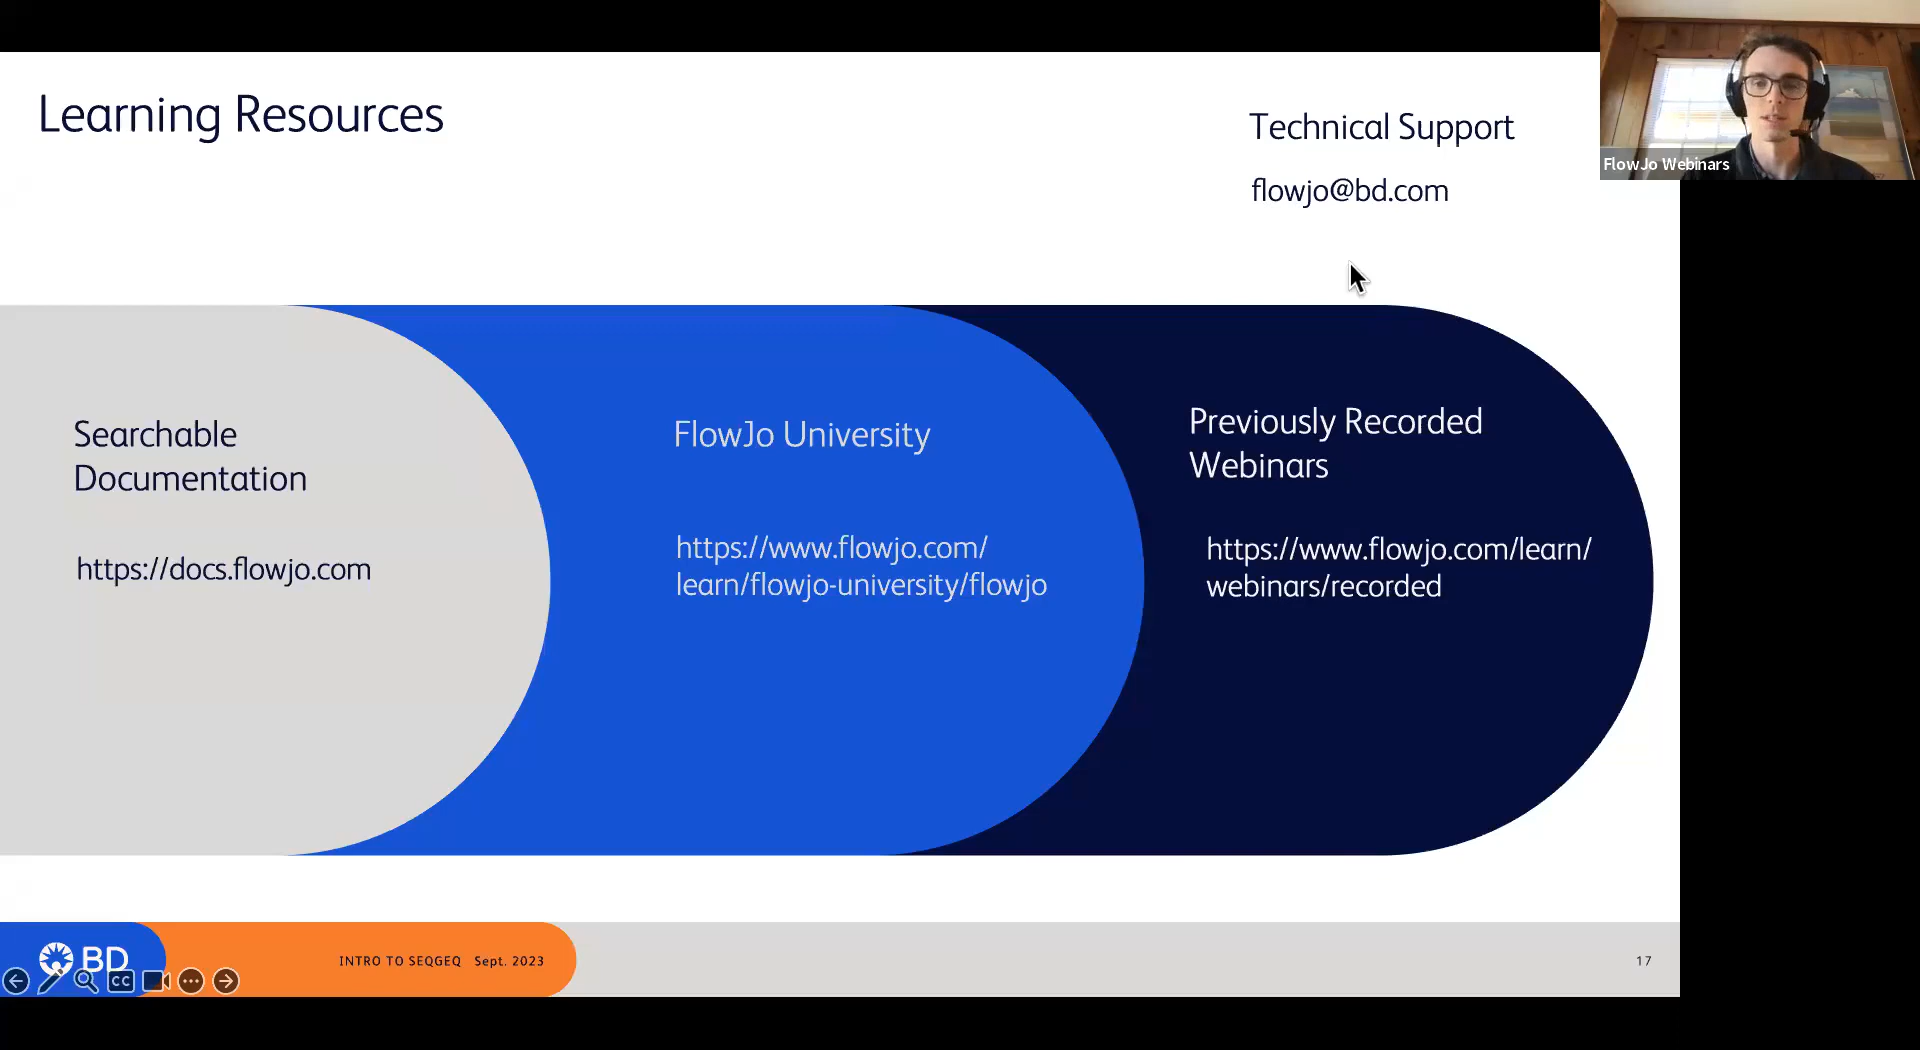 Learning Resources
Technical Support
flowjo@bd.com
FlowJo Webinars
Searchable
Documentation
https://docs.flowjo.com
FlowJo University
https://www.flowjo.com/
learn/flowjo-university/flowjo
Previously Recorded
Webinars
https://www.flowjo.com/learn/
webinars/recorded
BD
CC
INTRO TO SEQGEQ Sept. 2023
17